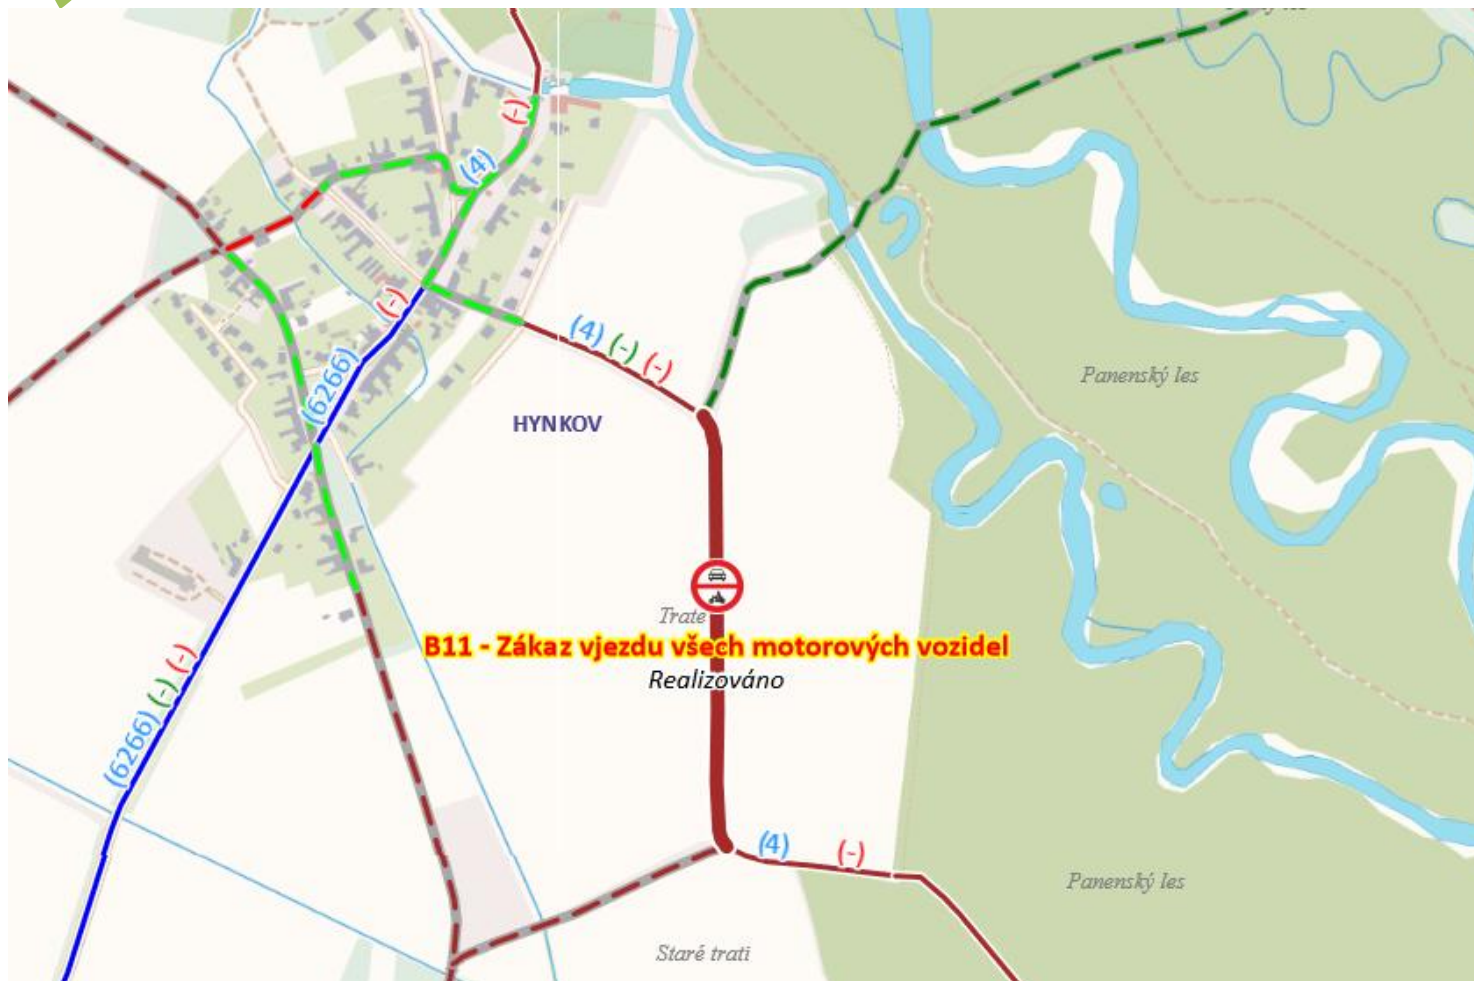 (-)
(4)
(-)
(4) (-) (-)
(6266)
Panenský les
HYNKOV
Trate
B11 - Zákaz vjezdu všech motorových vozidel
Realizováno
(6266) (-) (-)
(4)
(-)
Panenský les
Staré trati